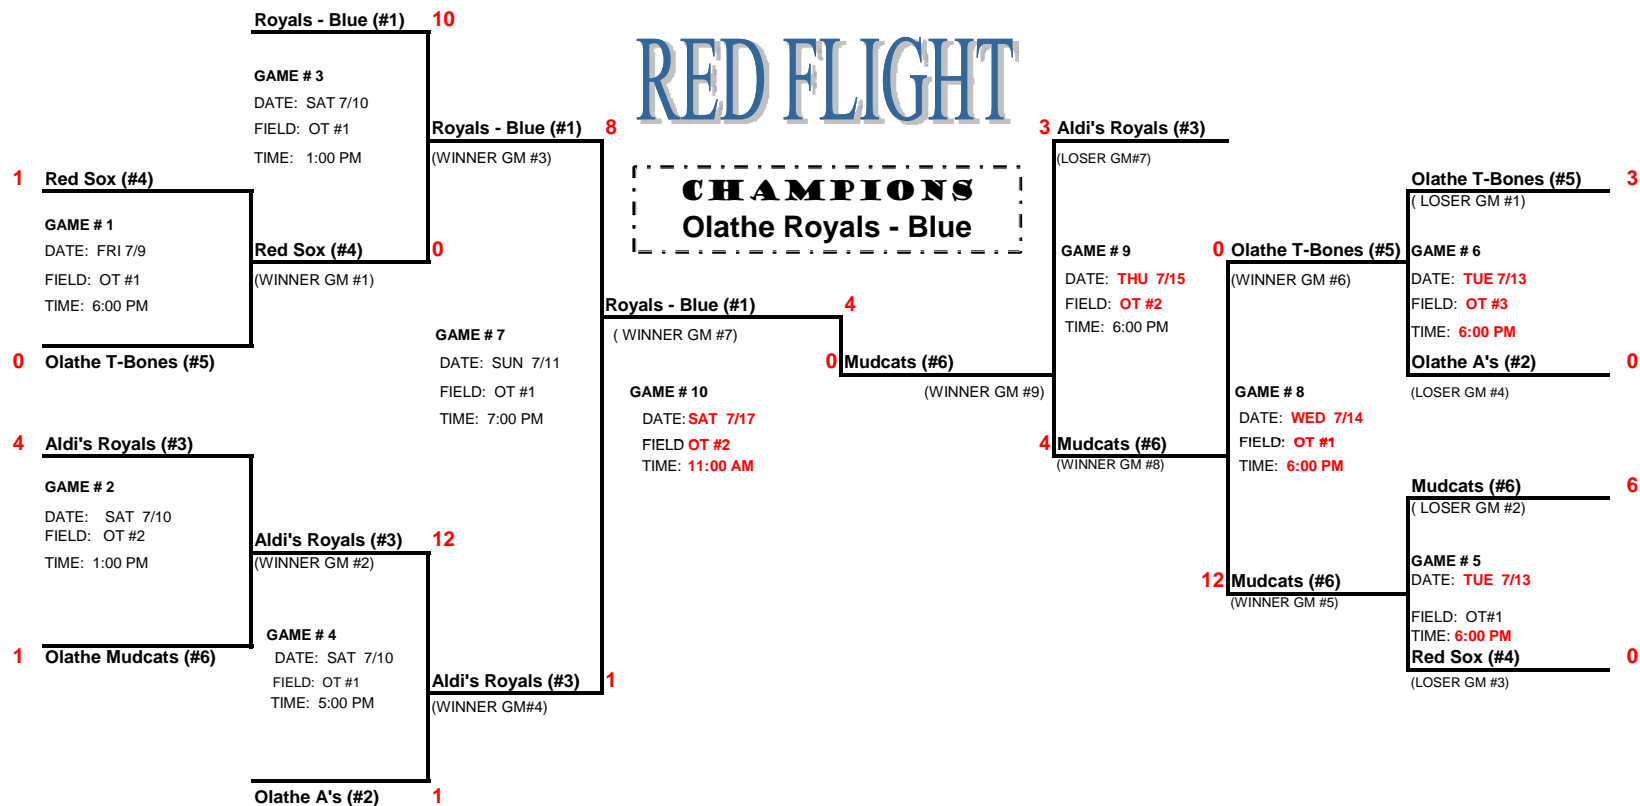 RED FLIGHT
CHAMPIONS
Olathe Royals - Blue
Royals - Blue (#1) 10
GAME # 3
DATE: SAT 7/10
FIELD: OT #1
TIME: 1:00 PM
1 Red Sox (#4)
GAME # 1
DATE: FRI 7/9
FIELD: OT #1
TIME: 6:00 PM
0 Olathe T-Bones (#5)
Red Sox (#4) 0
(WINNER GM #1)
4 Aldi's Royals (#3)
GAME # 2
DATE: SAT 7/10
FIELD: OT #2
TIME: 1:00 PM
1 Olathe Mudcats (#6)
Aldi's Royals (#3) 12
(WINNER GM #2)
GAME # 4
DATE: SAT 7/10
FIELD: OT #1
TIME: 5:00 PM
Olathe A's (#2) 1
Royals - Blue (#1) 8
(WINNER GM #3)
GAME # 7
DATE: SUN 7/11
FIELD: OT #1
TIME: 7:00 PM
Aldi's Royals (#3) 1
(WINNER GM#4)
Royals - Blue (#1) 4
( WINNER GM #7)
GAME # 10
DATE: SAT 7/17
FIELD OT #2
TIME: 11:00 AM
0 Mudcats (#6)
(WINNER GM #9)
3 Aldi's Royals (#3)
(LOSER GM#7)
GAME # 9
DATE: THU 7/15
FIELD: OT #2
TIME: 6:00 PM
4 Mudcats (#6)
(WINNER GM #8)
0 Olathe T-Bones (#5)
(WINNER GM #6)
GAME # 8
DATE: WED 7/14
FIELD: OT #1
TIME: 6:00 PM
12 Mudcats (#6)
(WINNER GM #5)
Olathe T-Bones (#5) 3
( LOSER GM #1)
GAME # 6
DATE: TUE 7/13
FIELD: OT #3
TIME: 6:00 PM
Olathe A's (#2) 0
(LOSER GM #4)
Mudcats (#6) 6
( LOSER GM #2)
GAME # 5
DATE: TUE 7/13
FIELD: OT#1
TIME: 6:00 PM
Red Sox (#4) 0
(LOSER GM #3)